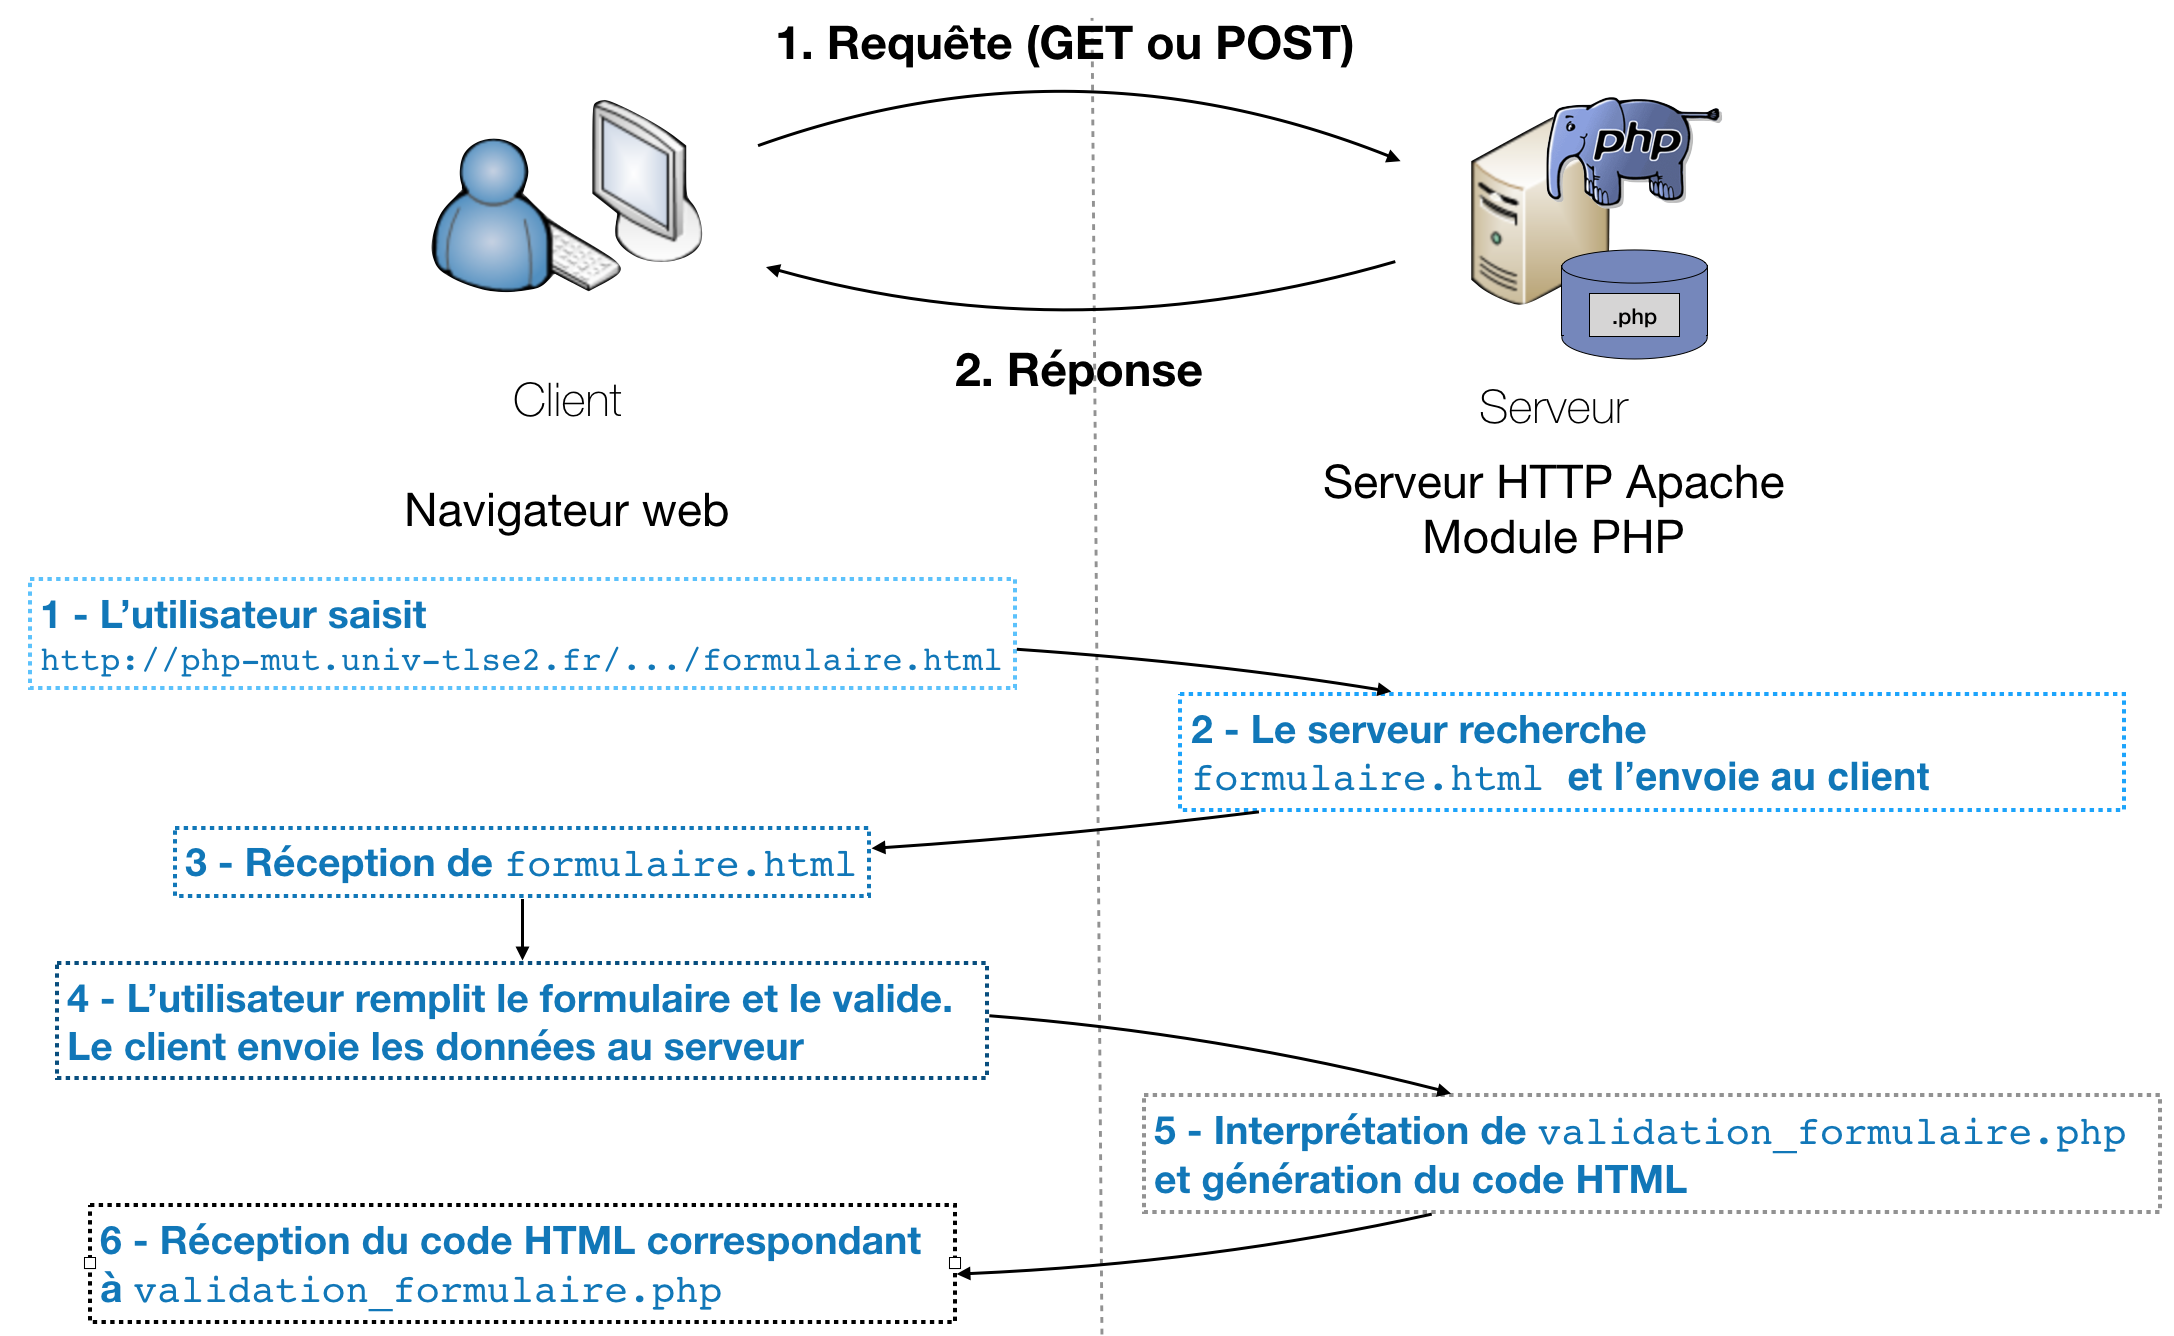 1. Requête (GET ou POST)
php
.php
2. Réponse
Client
Serveur
Navigateur web
Serveur HTTP Apache
Module PHP
1 - L’utilisateur saisit
http://php-mut.univ-tlse2.fr/.../formulaire.html
2 - Le serveur recherche
formulaire.html et l’envoie au client
3 - Réception de formulaire.html
4 - L’utilisateur remplit le formulaire et le valide.
Le client envoie les données au serveur
5 - Interprétation de validation_formulaire.php
et génération du code HTML
6 - Réception du code HTML correspondant
à validation_formulaire.php